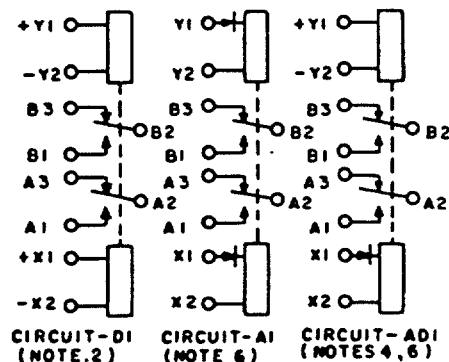 +Y1 Y1 +Y1
-Y2 Y2 -Y2
B3 B3 B3
B2 B2 B2
B1 B1 B1
A3 A3 A3
A2 A2 A2
A1 A1 A1
+X1 X1 X1
-X2 X2 X2
CIRCUIT-D1 CIRCUIT-A1 CIRCUIT-AD1
(NOTE,2) (NOTE 6) (NOTES 4,6)